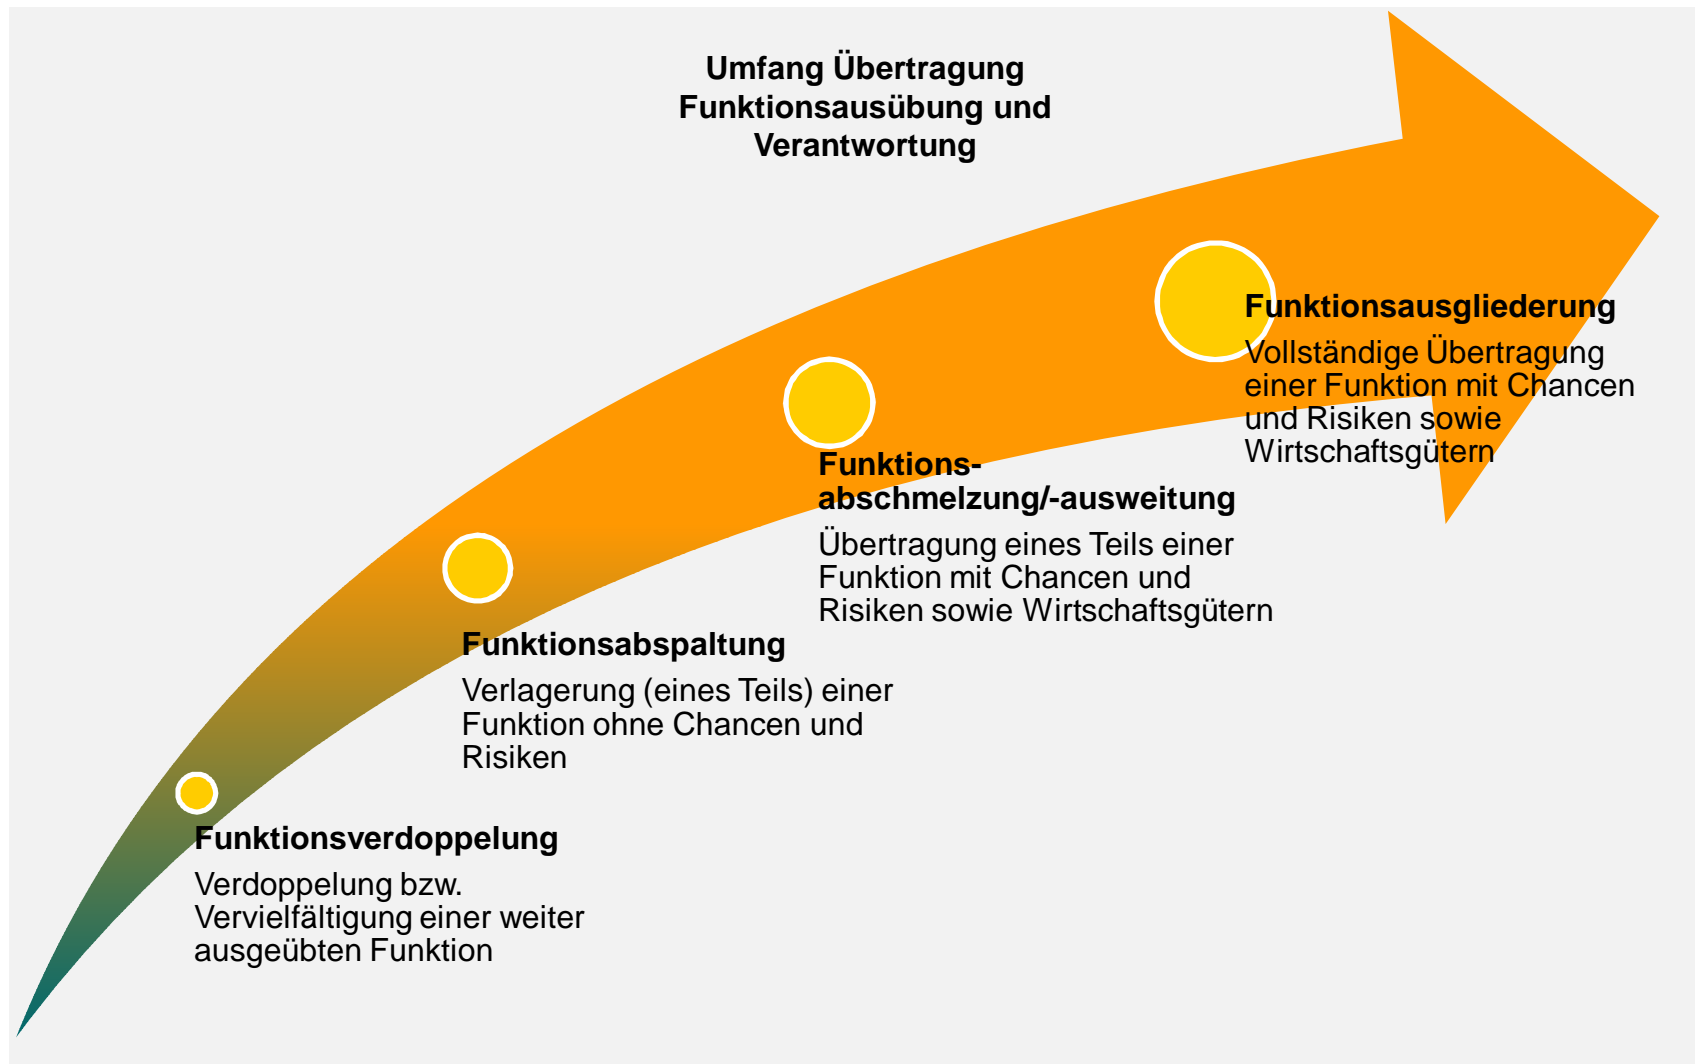 Umfang Übertragung
Funktionsausübung und
Verantwortung
Funktionsausgliederung
Vollständige Übertragung
einer Funktion mit Chancen
und Risiken sowie
Wirtschaftsgütern
Funktions-
abschmelzung/-ausweitung
Übertragung eines Teils einer
Funktion mit Chancen und
Risiken sowie Wirtschaftsgütern
Funktionsabspaltung
Verlagerung (eines Teils) einer
Funktion ohne Chancen und
Risiken
Funktionsverdoppelung
Verdoppelung bzw.
Vervielfältigung einer weiter
ausgeübten Funktion